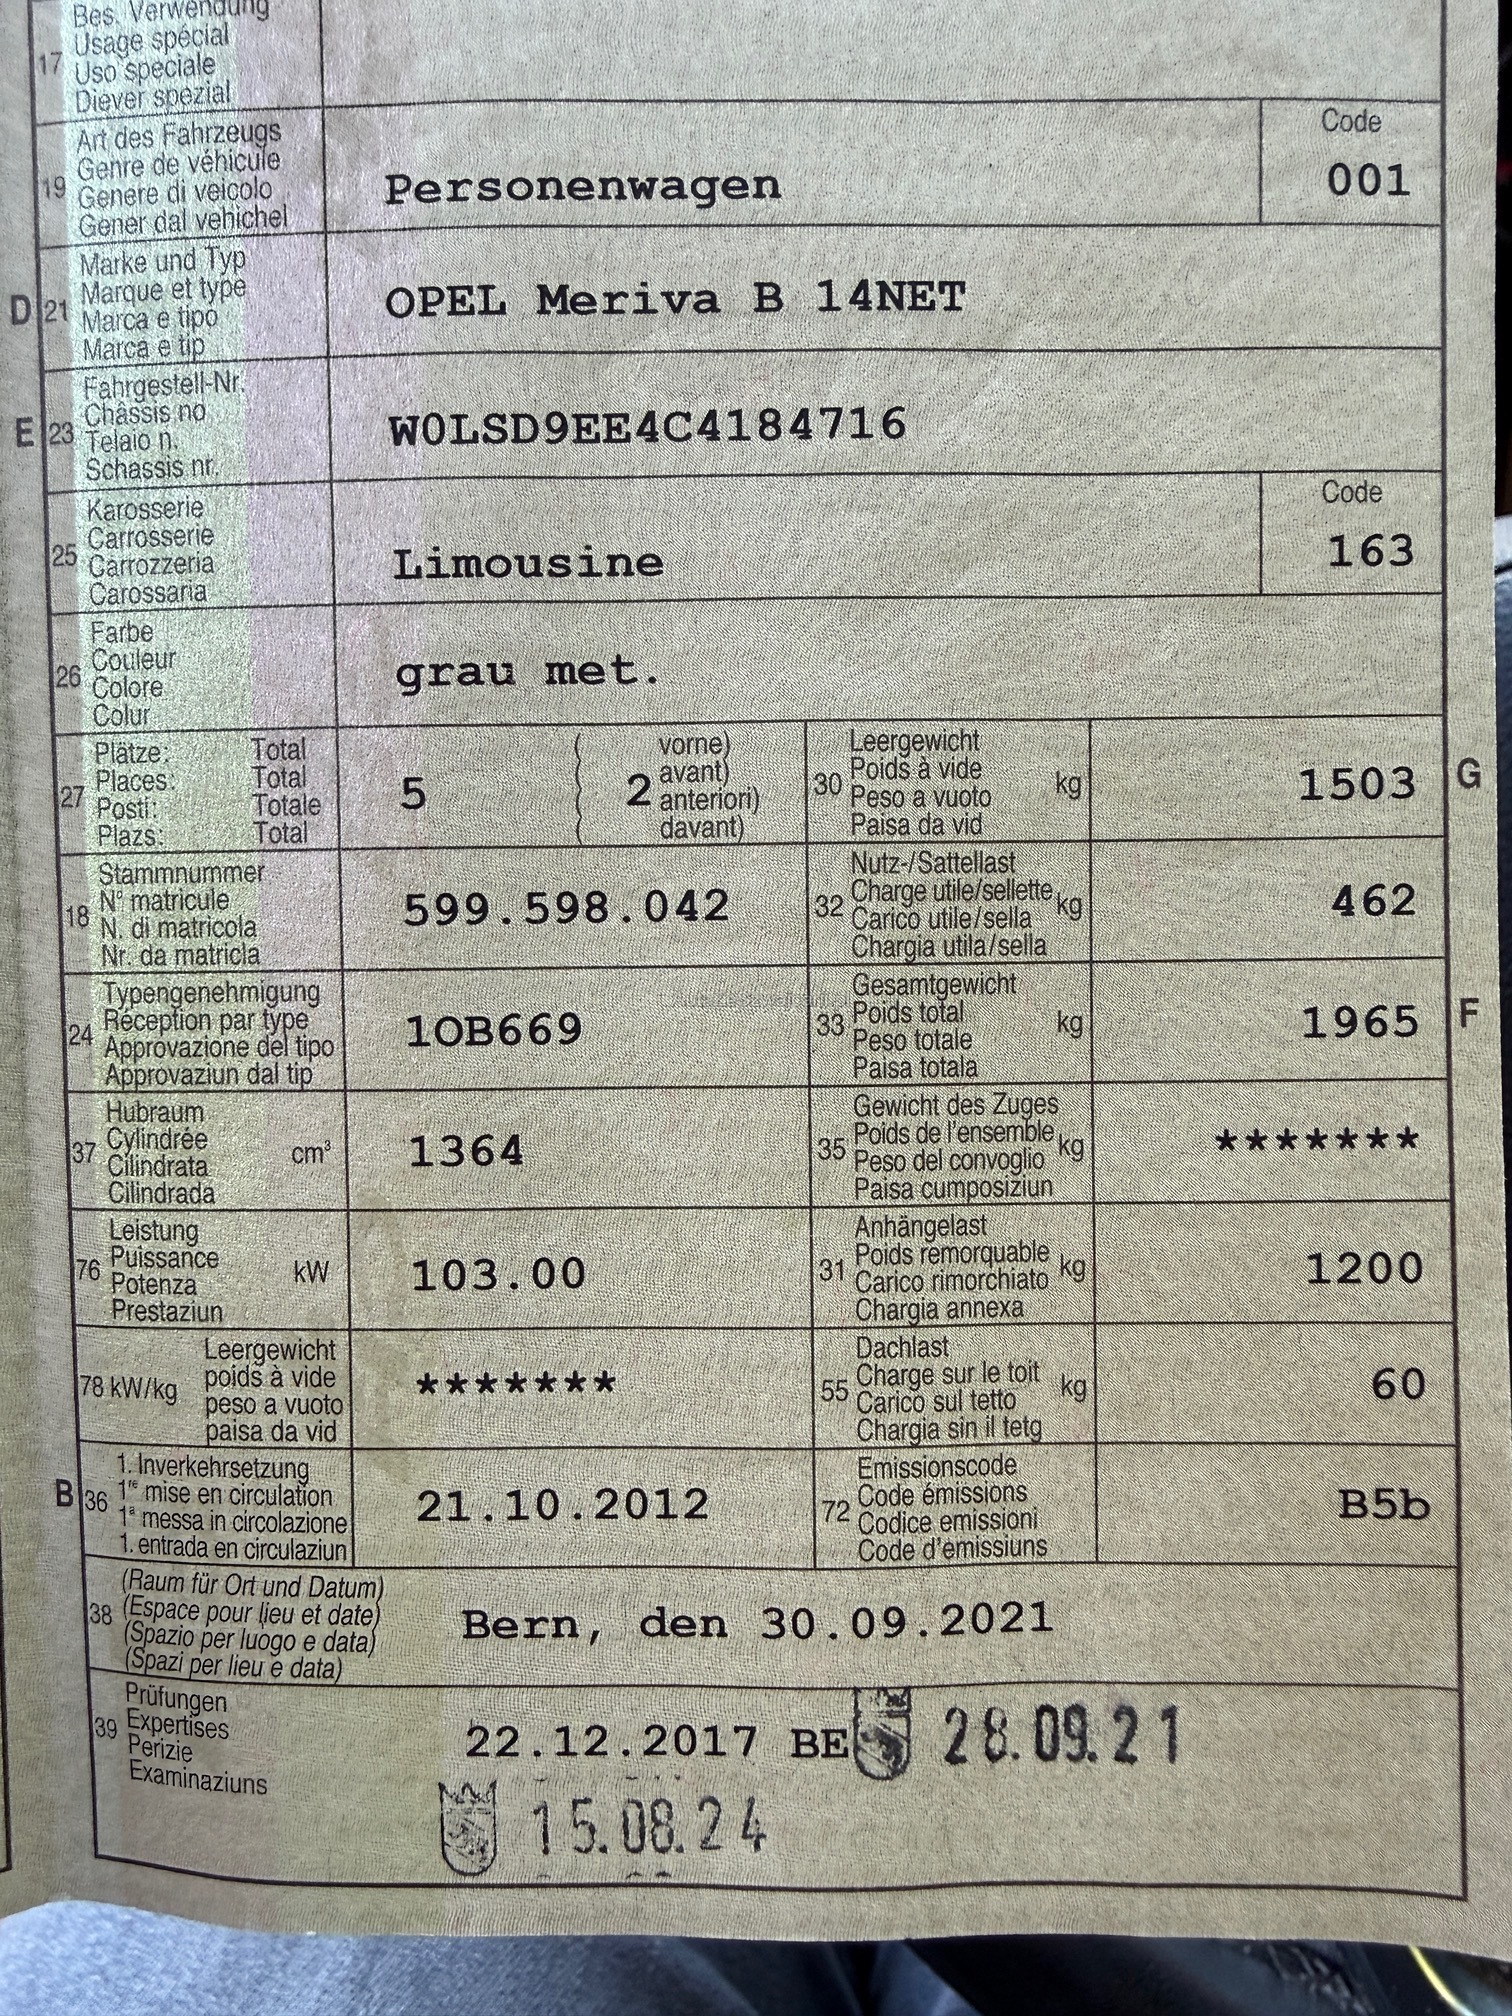 Bes. Verwendung
17 Usage spécial
Uso speciale
Diever spezial
Art des Fahrzeugs
19 Genre de véhicule
Genere di veicolo
Gener dal vehichel
Personenwagen
Code
001
Marke und Typ
D 21 Marque et type
Marca e tipo
Marca e tip
OPEL Meriva B 14NET
Fahrgestell-Nr.
E 23 Châssis no
Telaio n.
Schassis nr.
W0LSD9EE4C4184716
Karosserie
25 Carrosserie
Carrozzeria
Carossaria
Limousine
Code
163
Farbe
26 Couleur
Colore
Colur
grau met.
27 Plätze: Total
Places: Total
Posti: Totale
Plazs: Total
5
2 vorne)
avant)
anteriori)
davant)
30 Leergewicht
Poids à vide kg
Peso a vuoto
Paisa da vid
1503 G
18 Stammnummer
N° matricule
N. di matricola
Nr. da matricla
599.598.042
32 Nutz-/Sattellast
Charge utile/sellette kg
Carico utile/sella
Chargia utila/sella
462
24 Typengenehmigung
Réception par type
Approvazione del tipo
Approvaziun dal tip
1OB669
33 Gesamtgewicht
Poids total kg
Peso totale
Paisa totala
1965 F
37 Hubraum
Cylindrée cm³
Cilindrata
Cilindrada
1364
35 Gewicht des Zuges
Poids de l'ensemble kg
Peso del convoglio
Paisa cumposiziun
*******
76 Leistung
Puissance kW
Potenza
Prestaziun
103.00
31 Anhängelast
Poids remorquable kg
Carico rimorchiato
Chargia annexa
1200
78 kW/kg Leergewicht
poids à vide
peso a vuoto
paisa da vid
*******
55 Dachlast
Charge sur le toit kg
Carico sul tetto
Chargia sin il tetg
60
B 36 1. Inverkehrsetzung
1re mise en circulation
1a messa in circolazione
1. entrada en circulaziun
21.10.2012
72 Emissionscode
Code émissions
Codice emissioni
Code d'emissiuns
B5b
38 (Raum für Ort und Datum)
(Espace pour lieu et date)
(Spazio per luogo e data)
(Spazi per lieu e data)
Bern, den 30.09.2021
39 Prüfungen
Expertises
Perizie
Examinaziuns
22.12.2017 BE 28.09.21
15.08.24